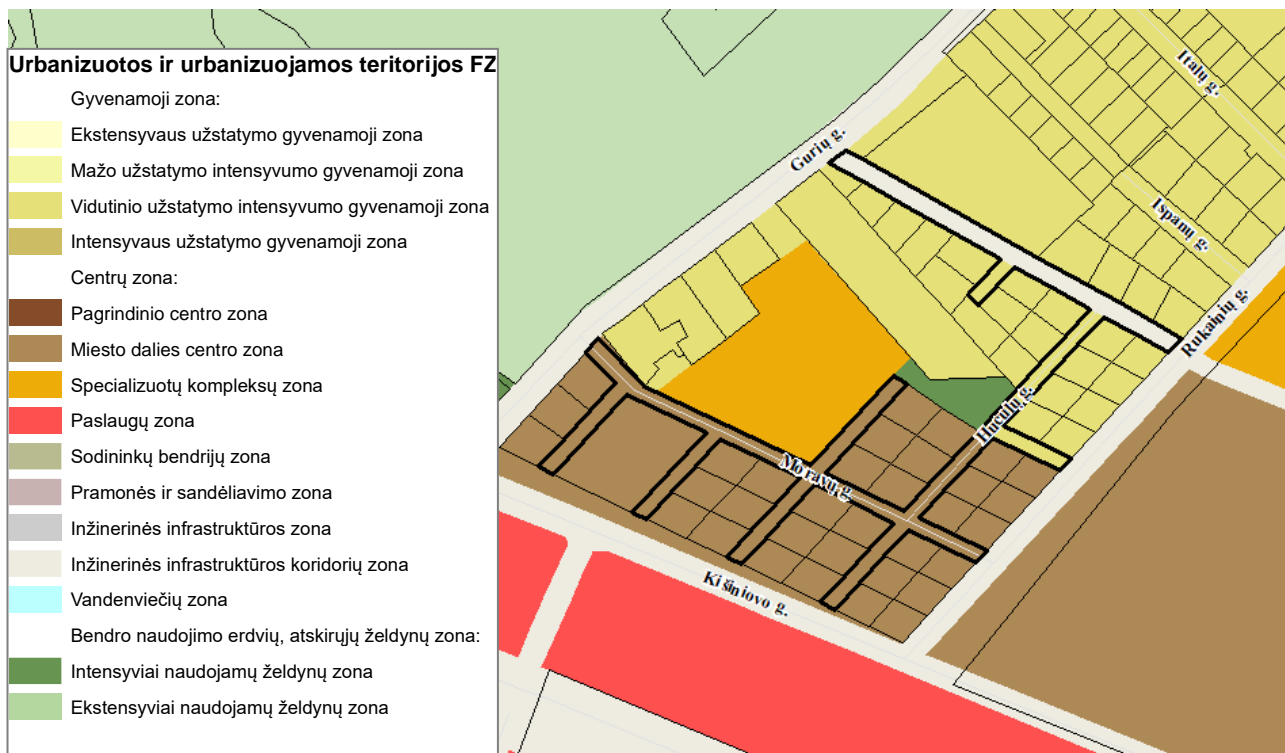 Urbanizuotos ir urbanizuojamos teritorijos FZ
Gyvenamoji zona:
Ekstensyvaus užstatymo gyvenamoji zona
Mažo užstatymo intensyvumo gyvenamoji zona
Vidutinio užstatymo intensyvumo gyvenamoji zona
Intensyvaus užstatymo gyvenamoji zona
Centrų zona:
Pagrindinio centro zona
Miesto dalies centro zona
Specializuotų kompleksų zona
Paslaugų zona
Sodininkų bendrijų zona
Pramonės ir sandėliavimo zona
Inžinerinės infrastruktūros zona
Inžinerinės infrastruktūros koridorių zona
Vandenviečių zona
Bendro naudojimo erdvių, atskirųjų želdynų zona:
Intensyviai naudojamų želdynų zona
Ekstensyviai naudojamų želdynų zona
Italų g.
Gurių g.
Ispanų g.
Rukainių g.
Huculų g.
Moravų g.
Kišiniovo g.